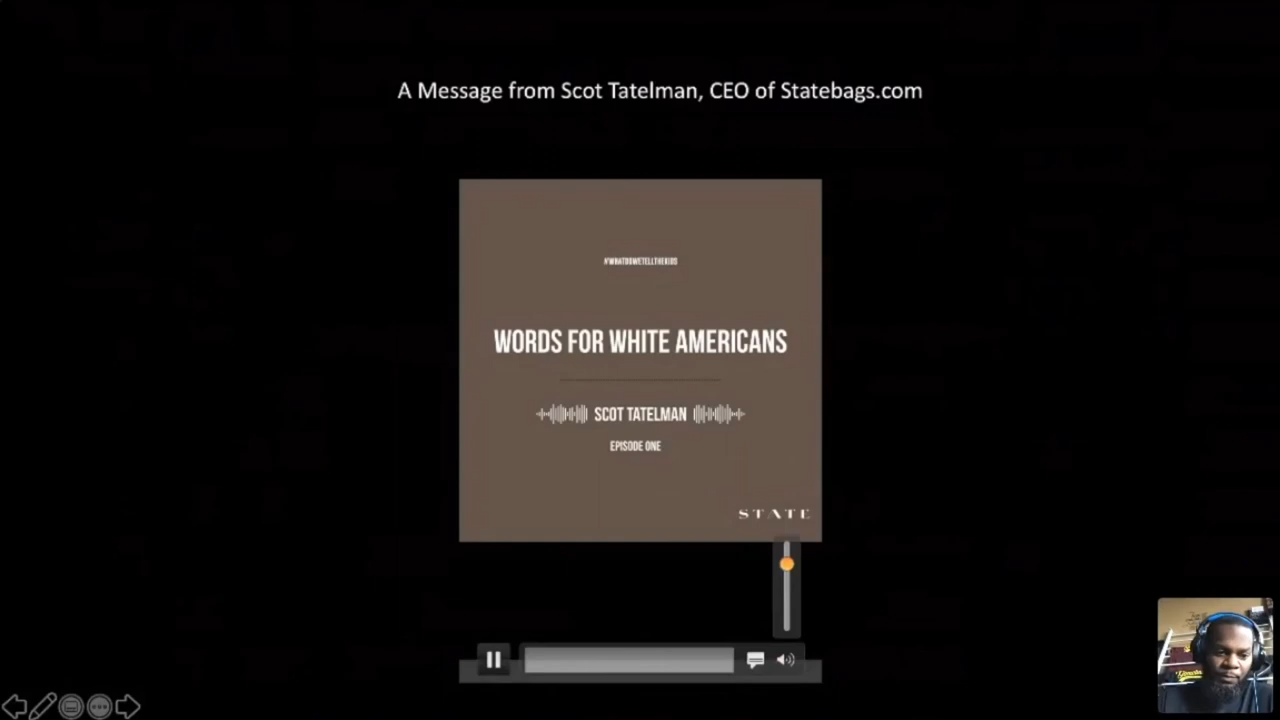 A Message from Scot Tatelman, CEO of Statebags.com
#WHATDOWETELLTHEKIDS
WORDS FOR WHITE AMERICANS
SCOT TATELMAN
EPISODE ONE
STATE